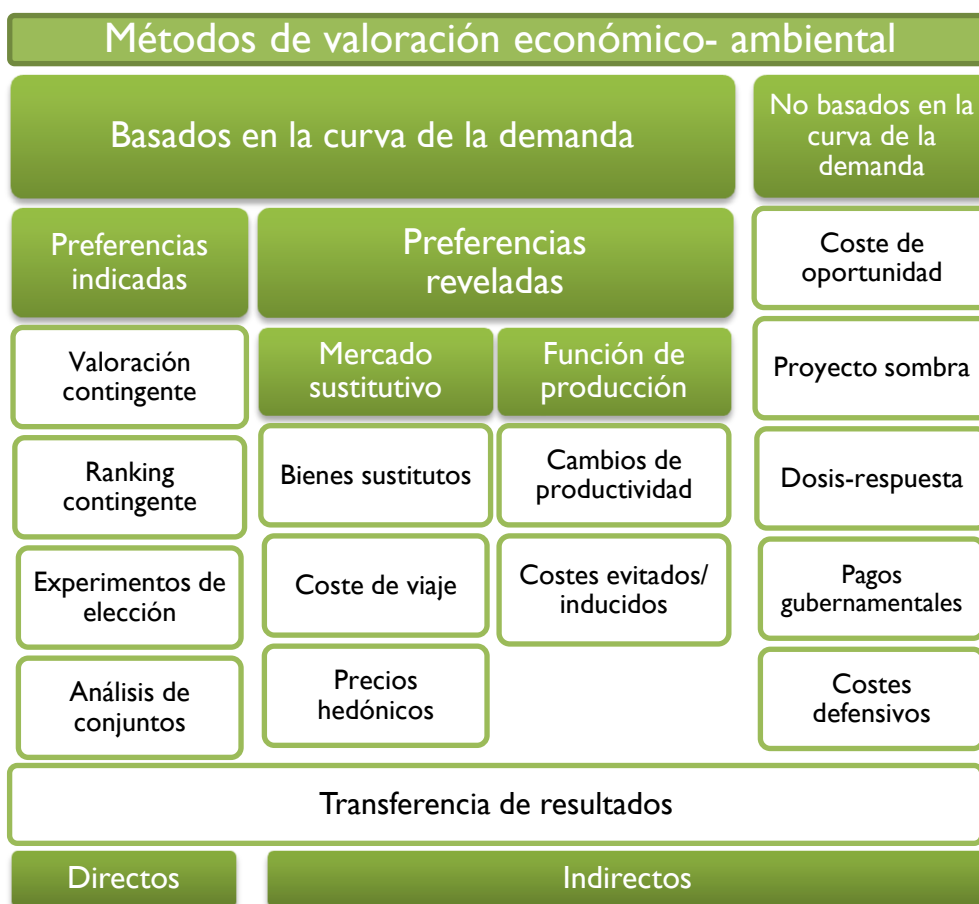 Métodos de valoración económico- ambiental
Basados en la curva de la demanda
No basados en la
curva de la
demanda
Preferencias
indicadas
Preferencias
reveladas
Coste de
oportunidad
Valoración
contingente
Mercado
sustitutivo
Función de
producción
Proyecto sombra
Ranking
contingente
Bienes sustitutos
Cambios de
productividad
Dosis-respuesta
Experimentos de
elección
Coste de viaje
Costes evitados/
inducidos
Pagos
gubernamentales
Análisis de
conjuntos
Precios
hedónicos
Costes
defensivos
Transferencia de resultados
Directos
Indirectos